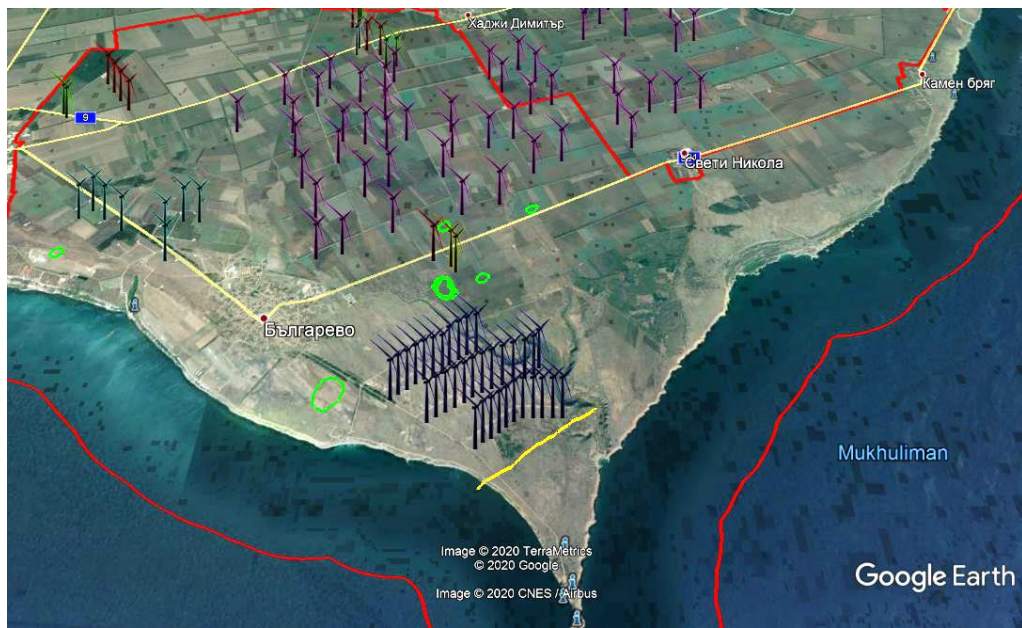 Хаджи Димитър
Камен бряг
9
Свети Никола
Българево
Mukhuliman
Image © 2020 TerraMetrics
© 2020 Google
Image © 2020 CNES / Airbus
Google Earth